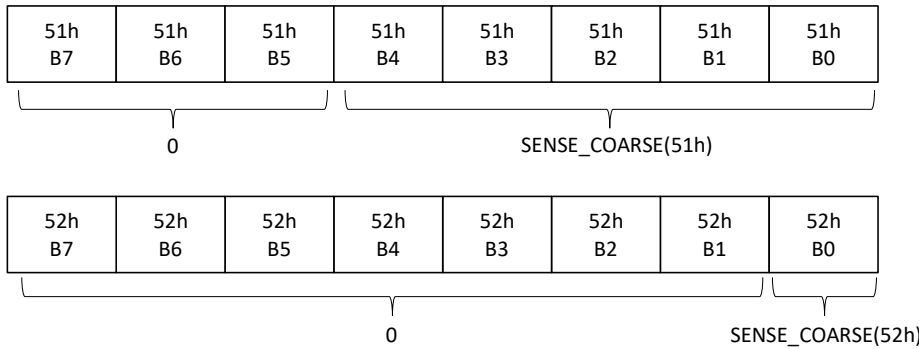 51h 51h 51h 51h 51h 51h 51h 51h
B7 B6 B5 B4 B3 B2 B1 B0
0 SENSE_COARSE(51h)
52h 52h 52h 52h 52h 52h 52h 52h
B7 B6 B5 B4 B3 B2 B1 B0
0 SENSE_COARSE(52h)